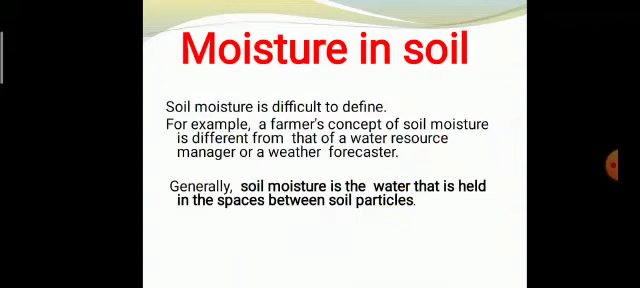 Moisture in soil
Soil moisture is difficult to define.
For example, a farmer's concept of soil moisture
is different from that of a water resource
manager or a weather forecaster.
Generally, soil moisture is the water that is held
in the spaces between soil particles.